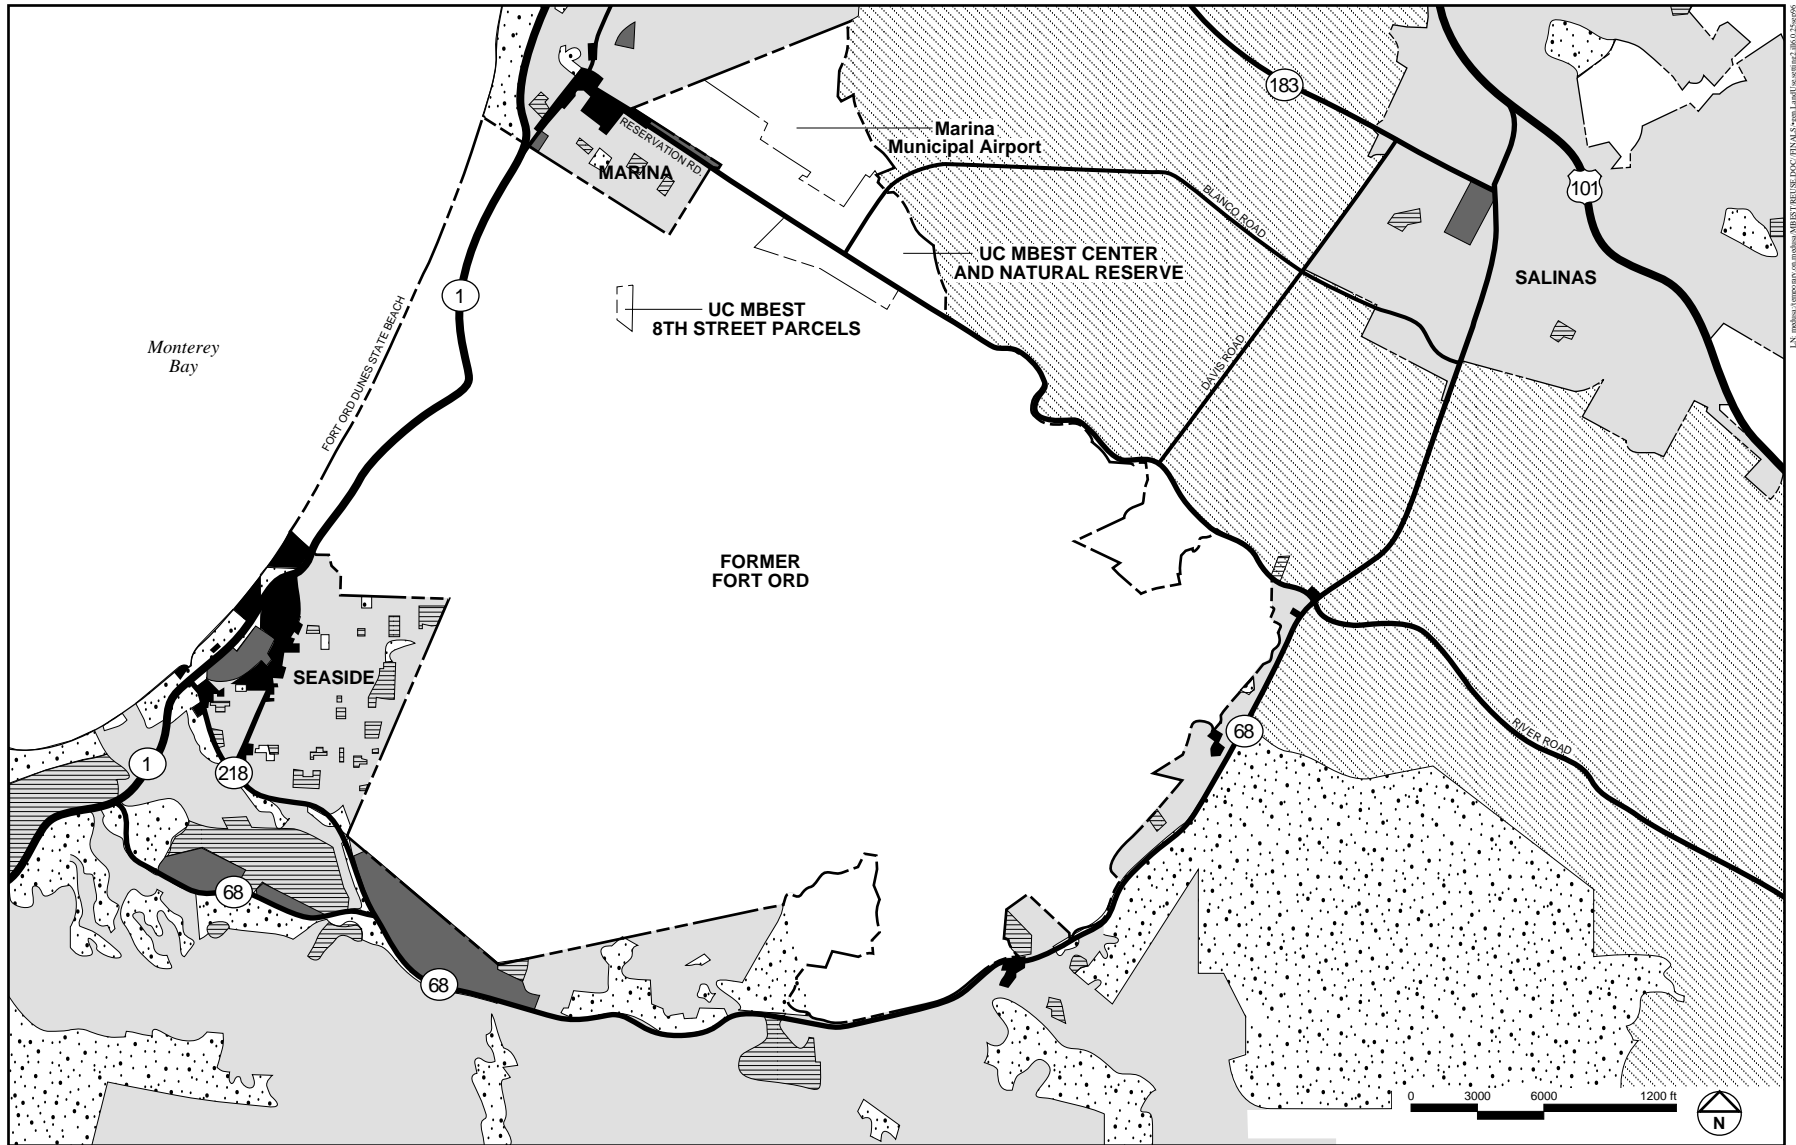 183
Marina
Municipal Airport
RESERVATION RD.
MARINA
101
BLANCO ROAD
UC MBEST CENTER
AND NATURAL RESERVE
SALINAS
1
UC MBEST
8TH STREET PARCELS
Monterey
Bay
FORT ORD DUNES STATE BEACH
DAVIS ROAD
FORMER
FORT ORD
SEASIDE
68
RIVER ROAD
1
218
68
68
0 3000 6000 1200 ft
N